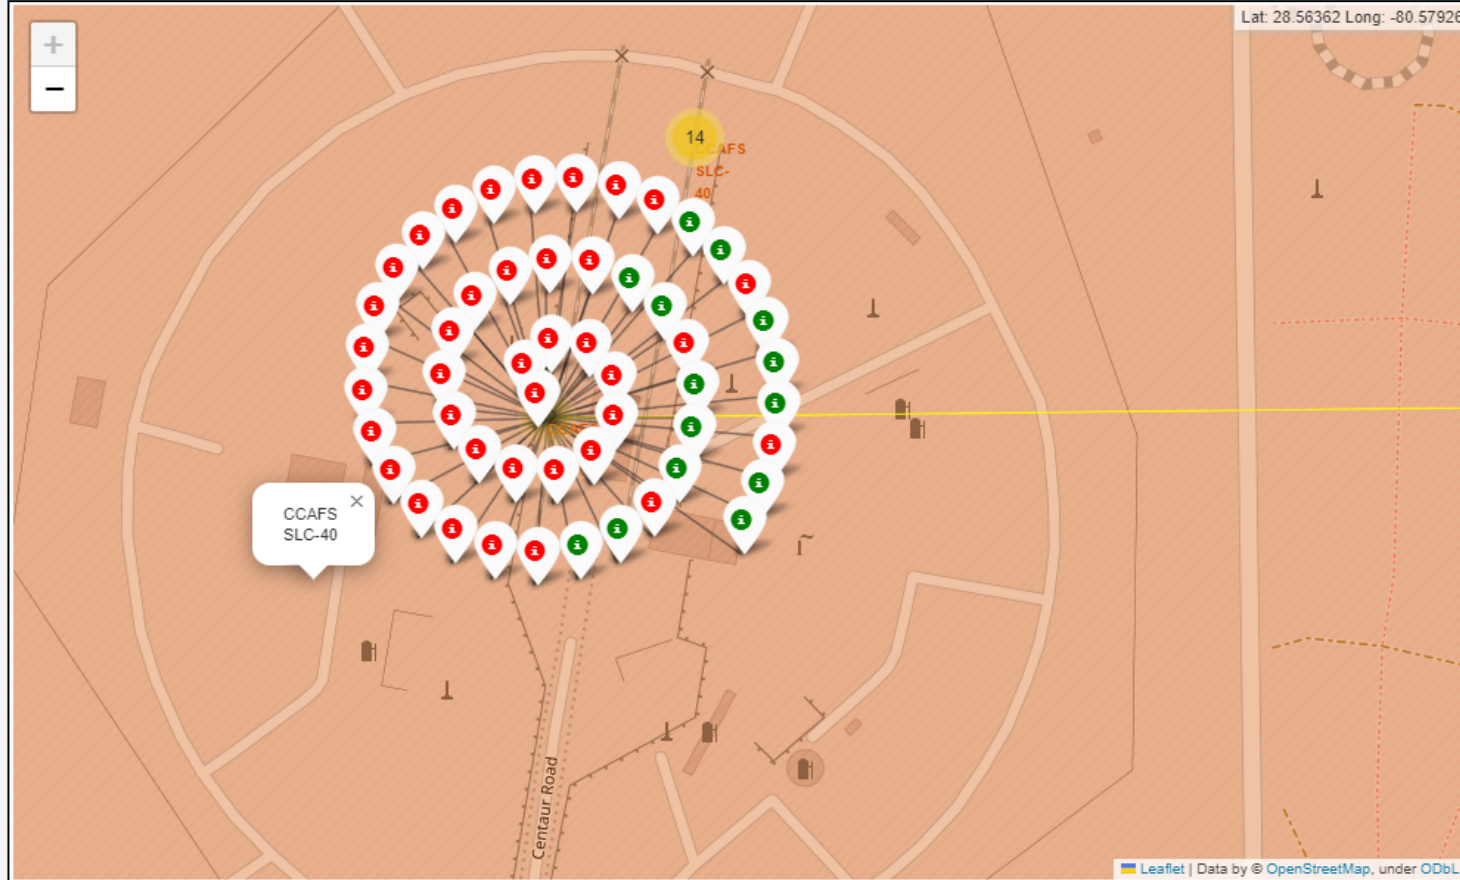 +
−
Lat: 28.56362 Long: -80.57926
14
CCAFS
SLC-
40
×
CCAFS
SLC-40
Centaur Road
Leaflet | Data by © OpenStreetMap, under ODbL